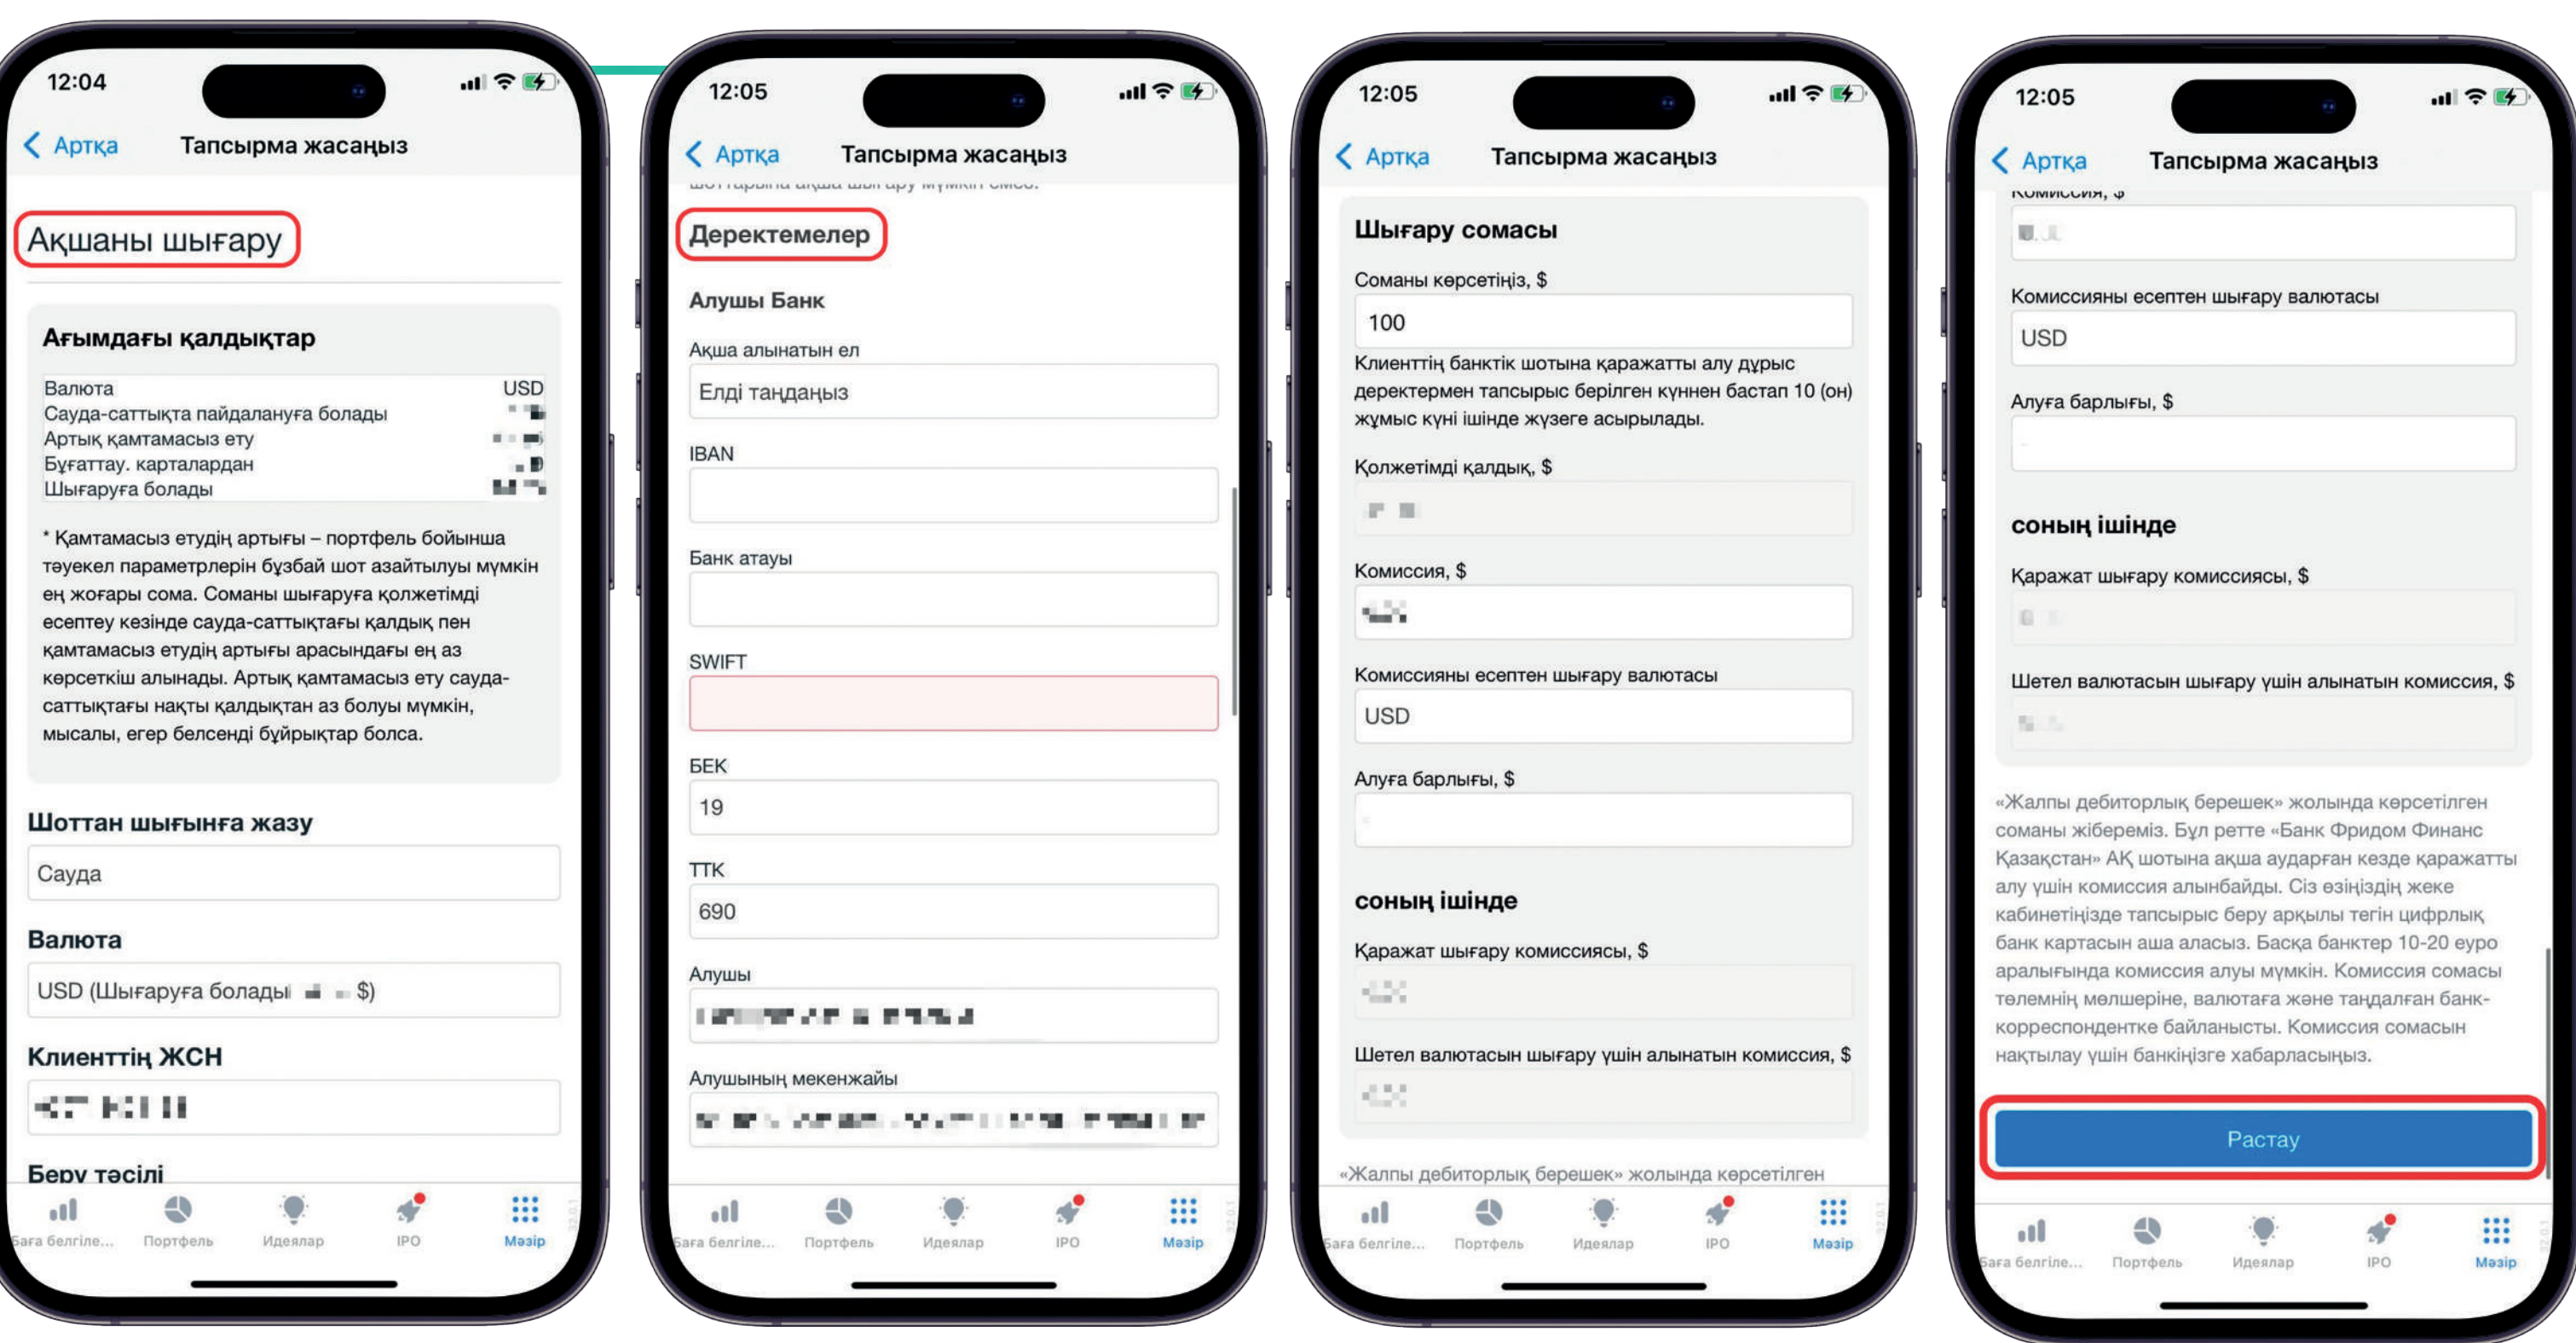 12:04
Артқа
Тапсырма жасаңыз
Ақшаны шығару
Ағымдағы қалдықтар
Валюта USD
Сауда-саттықта пайдалануға болады
Артық қамтамасыз ету
Бұғаттау. карталардан
Шығаруға болады
* Қамтамасыз етудің артығы – портфель бойынша
тәуекел параметрлерін бұзбай шот азайтылуы мүмкін
ең жоғары сома. Соманы шығаруға қолжетімді
есептеу кезінде сауда-саттықтағы қалдық пен
қамтамасыз етудің артығы арасындағы ең аз
көрсеткіш алынады. Артық қамтамасыз ету сауда-
саттықтағы нақты қалдықтан аз болуы мүмкін,
мысалы, егер белсенді бұйрықтар болса.
Шоттан шығынға жазу
Сауда
Валюта
USD (Шығаруға болады $)
Клиенттің ЖСН
Беру тәсілі
Баға белгіле...
Портфель
Идеялар
IPO
Мәзір
12:05
Артқа
Тапсырма жасаңыз
шоттарына ақша шығару мүмкін емес.
Деректемелер
Алушы Банк
Ақша алынатын ел
Елді таңдаңыз
IBAN
Банк атауы
SWIFT
БЕК
19
ТТК
690
Алушы
Алушының мекенжайы
Баға белгіле...
Портфель
Идеялар
IPO
Мәзір
12:05
Артқа
Тапсырма жасаңыз
Шығару сомасы
Соманы көрсетіңіз, $
100
Клиенттің банктік шотына қаражатты алу дұрыс
деректермен тапсырыс берілген күннен бастап 10 (он)
жұмыс күні ішінде жүзеге асырылады.
Қолжетімді қалдық, $
Комиссия, $
Комиссияны есептен шығару валютасы
USD
Алуға барлығы, $
соның ішінде
Қаражат шығару комиссиясы, $
Шетел валютасын шығару үшін алынатын комиссия, $
«Жалпы дебиторлық берешек» жолында көрсетілген
Баға белгіле...
Портфель
Идеялар
IPO
Мәзір
12:05
Артқа
Тапсырма жасаңыз
Комиссия, $
Комиссияны есептен шығару валютасы
USD
Алуға барлығы, $
соның ішінде
Қаражат шығару комиссиясы, $
Шетел валютасын шығару үшін алынатын комиссия, $
«Жалпы дебиторлық берешек» жолында көрсетілген
соманы жібереміз. Бұл ретте «Банк Фридом Финанс
Қазақстан» АҚ шотына ақша аударған кезде қаражатты
алу үшін комиссия алынбайды. Сіз өзіңіздің жеке
кабинетіңізде тапсырыс беру арқылы тегін цифрлық
банк картасын аша аласыз. Басқа банктер 10-20 еуро
аралығында комиссия алуы мүмкін. Комиссия сомасы
төлемнің мөлшеріне, валютаға және таңдалған банк-
корреспондентке байланысты. Комиссия сомасын
нақтылау үшін банкіңізге хабарласыңыз.
Растау
Баға белгіле...
Портфель
Идеялар
IPO
Мәзір